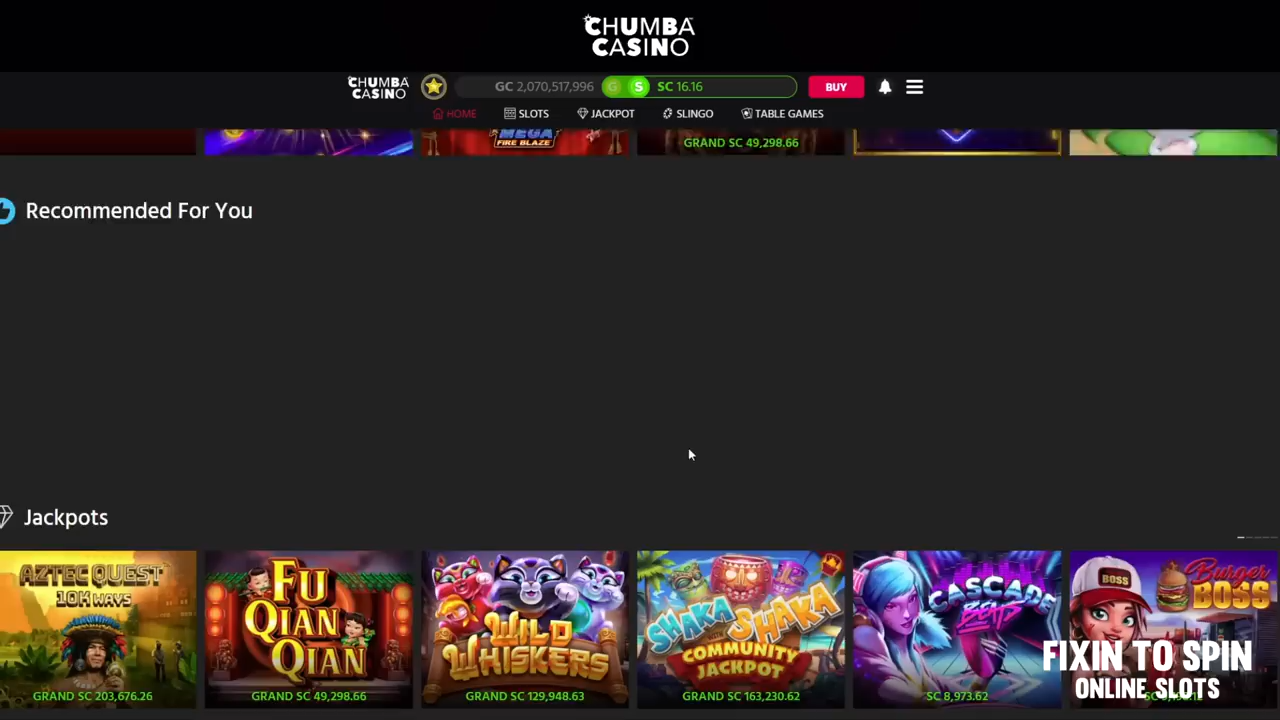 CHUMBA
CASINO
CHUMBA
CASINO
GC 2,070,517,996
G
S
SC 16.16
BUY
HOME
SLOTS
JACKPOT
SLINGO
TABLE GAMES
MEGA
FIRE BLAZE
GRAND SC 49,298.66
Recommended For You
Jackpots
AZTEC QUEST
10K WAYS
GRAND SC 203,676.26
FU
QIAN
QIAN
GRAND SC 49,298.66
WILD
WHISKERS
GRAND SC 129,948.63
SHAKA
SHAKA
COMMUNITY
JACKPOT
GRAND SC 163,230.62
CASCADE
BEATS
SC 8,973.62
BOSS
Burger
BOSS
FIXIN TO SPIN
ONLINE SLOTS